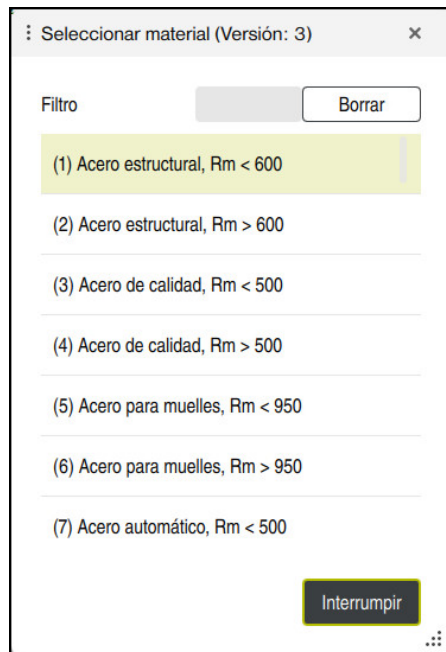 Seleccionar material (Versión: 3)
Filtro
Borrar
(1) Acero estructural, Rm < 600
(2) Acero estructural, Rm > 600
(3) Acero de calidad, Rm < 500
(4) Acero de calidad, Rm > 500
(5) Acero para muelles, Rm < 950
(6) Acero para muelles, Rm > 950
(7) Acero automático, Rm < 500
Interrumpir